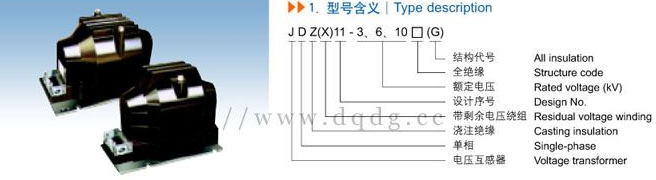 ▶▶ 1. 型号含义 | Type description
J D Z(X)11-3、6、10□(G)
结构代号 All insulation
全绝缘 Structure code
额定电压 Rated voltage (kV)
设计序号 Design No.
带剩余电压绕组 Residual voltage winding
浇注绝缘 Casting insulation
单相 Single-phase
电压互感器 Voltage transformer
//www.dqdg.cc